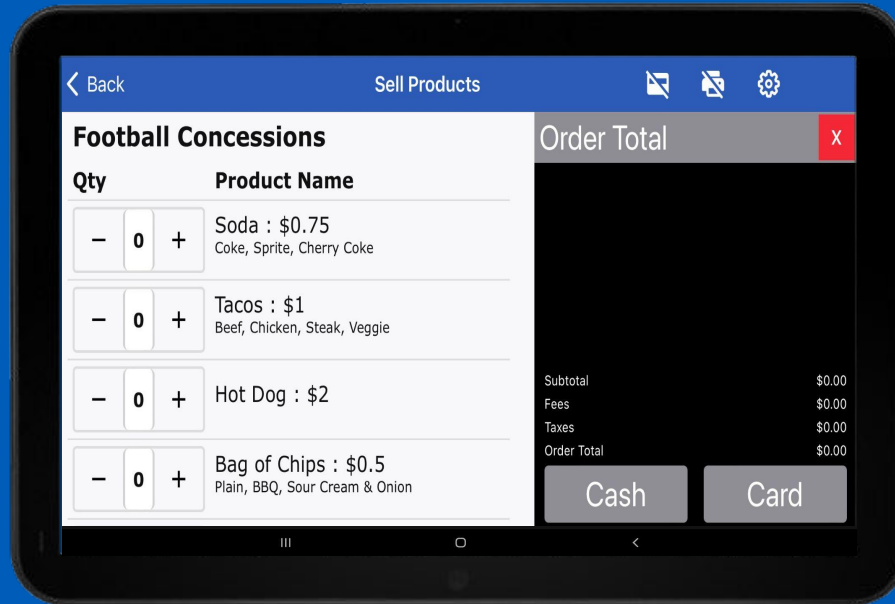 Back
Sell Products
Football Concessions
Qty Product Name
− 0 + Soda : $0.75
Coke, Sprite, Cherry Coke
− 0 + Tacos : $1
Beef, Chicken, Steak, Veggie
− 0 + Hot Dog : $2
− 0 + Bag of Chips : $0.5
Plain, BBQ, Sour Cream & Onion
Order Total X
Subtotal $0.00
Fees $0.00
Taxes $0.00
Order Total $0.00
Cash Card